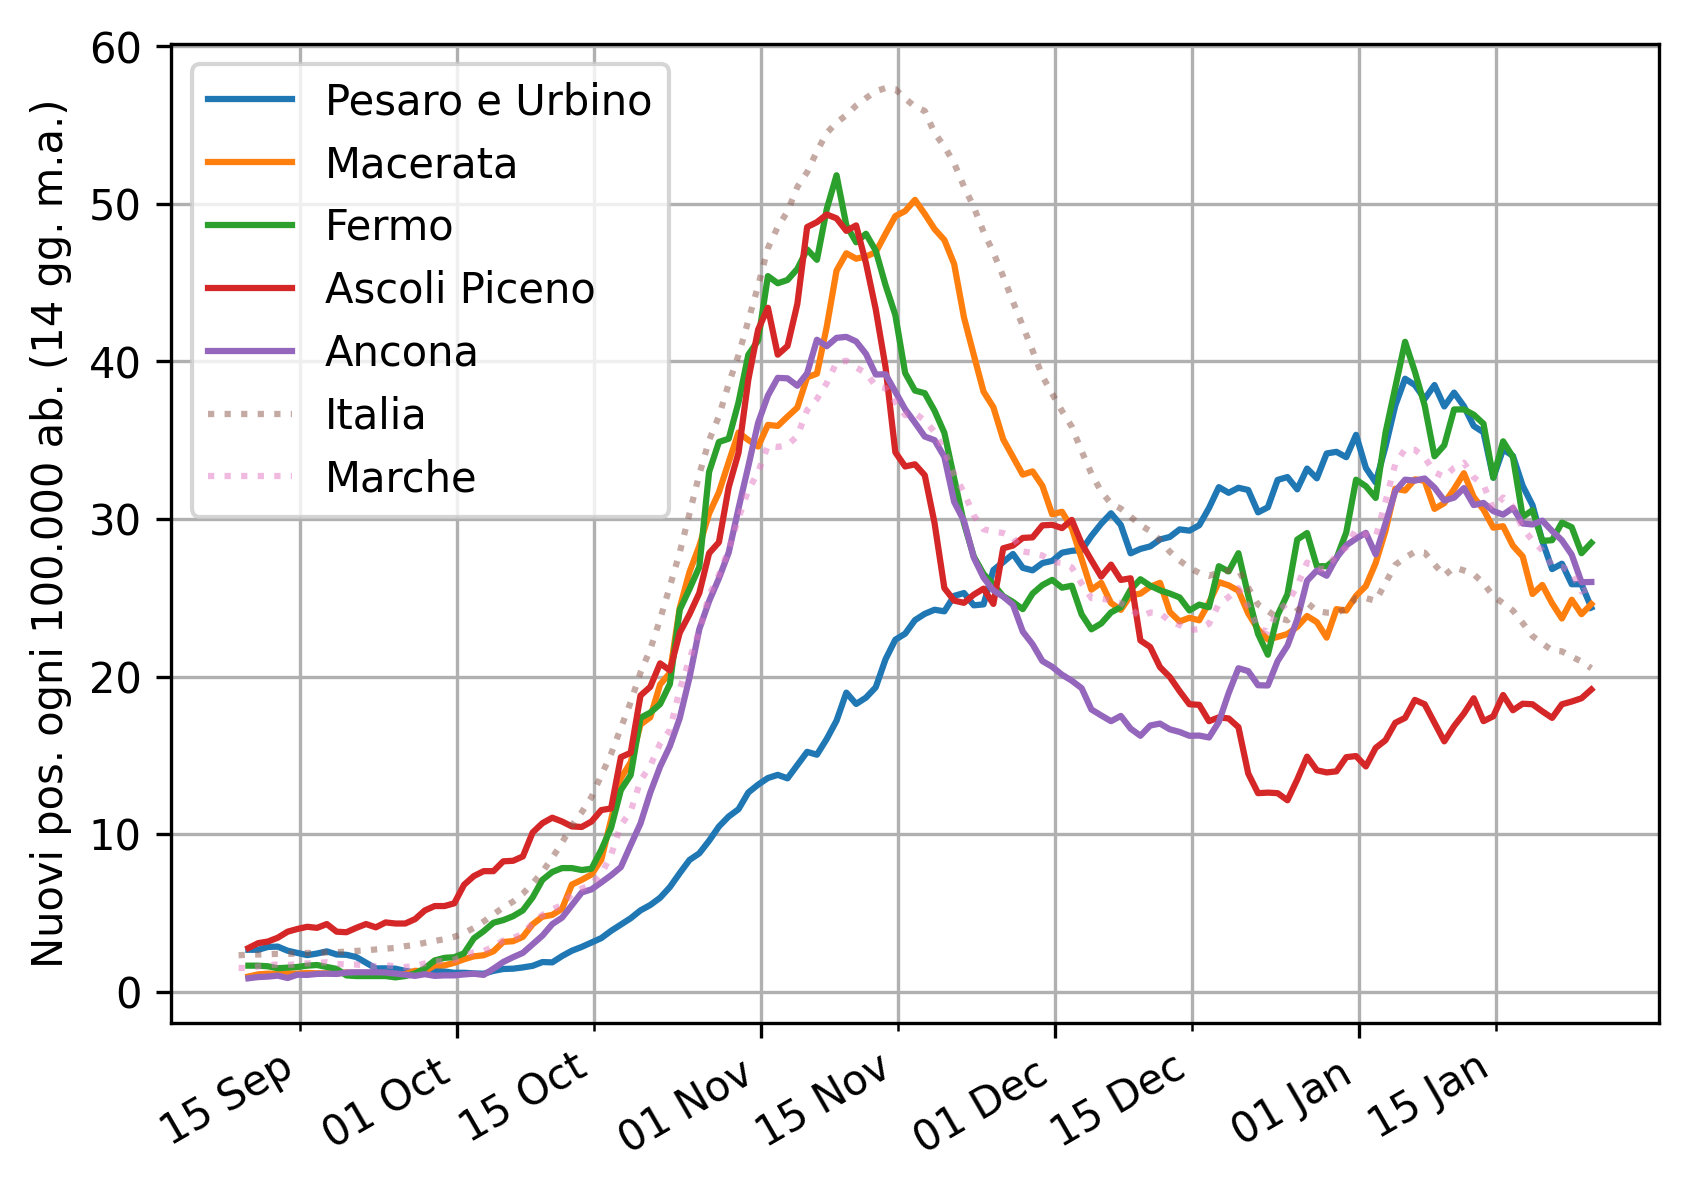 Nuovi pos. ogni 100.000 ab. (14 gg. m.a.)
60
50
40
30
20
10
0
Pesaro e Urbino
Macerata
Fermo
Ascoli Piceno
Ancona
Italia
Marche
15 Sep
01 Oct
15 Oct
01 Nov
15 Nov
01 Dec
15 Dec
01 Jan
15 Jan